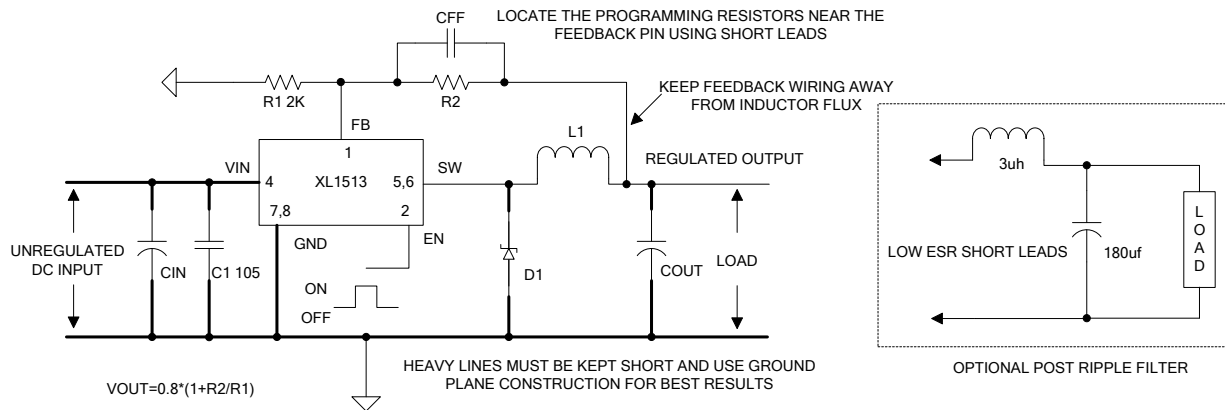 CFF
LOCATE THE PROGRAMMING RESISTORS NEAR THE
FEEDBACK PIN USING SHORT LEADS
R1 2K
R2
KEEP FEEDBACK WIRING AWAY
FROM INDUCTOR FLUX
FB
L1
1
VIN
XL1513
SW
REGULATED OUTPUT
4
5,6
7,8
2
GND
EN
UNREGULATED
DC INPUT
CIN
C1 105
ON
OFF
D1
COUT
LOAD
HEAVY LINES MUST BE KEPT SHORT AND USE GROUND
PLANE CONSTRUCTION FOR BEST RESULTS
VOUT=0.8*(1+R2/R1)
3uh
LOW ESR SHORT LEADS
180uf
L
O
A
D
OPTIONAL POST RIPPLE FILTER